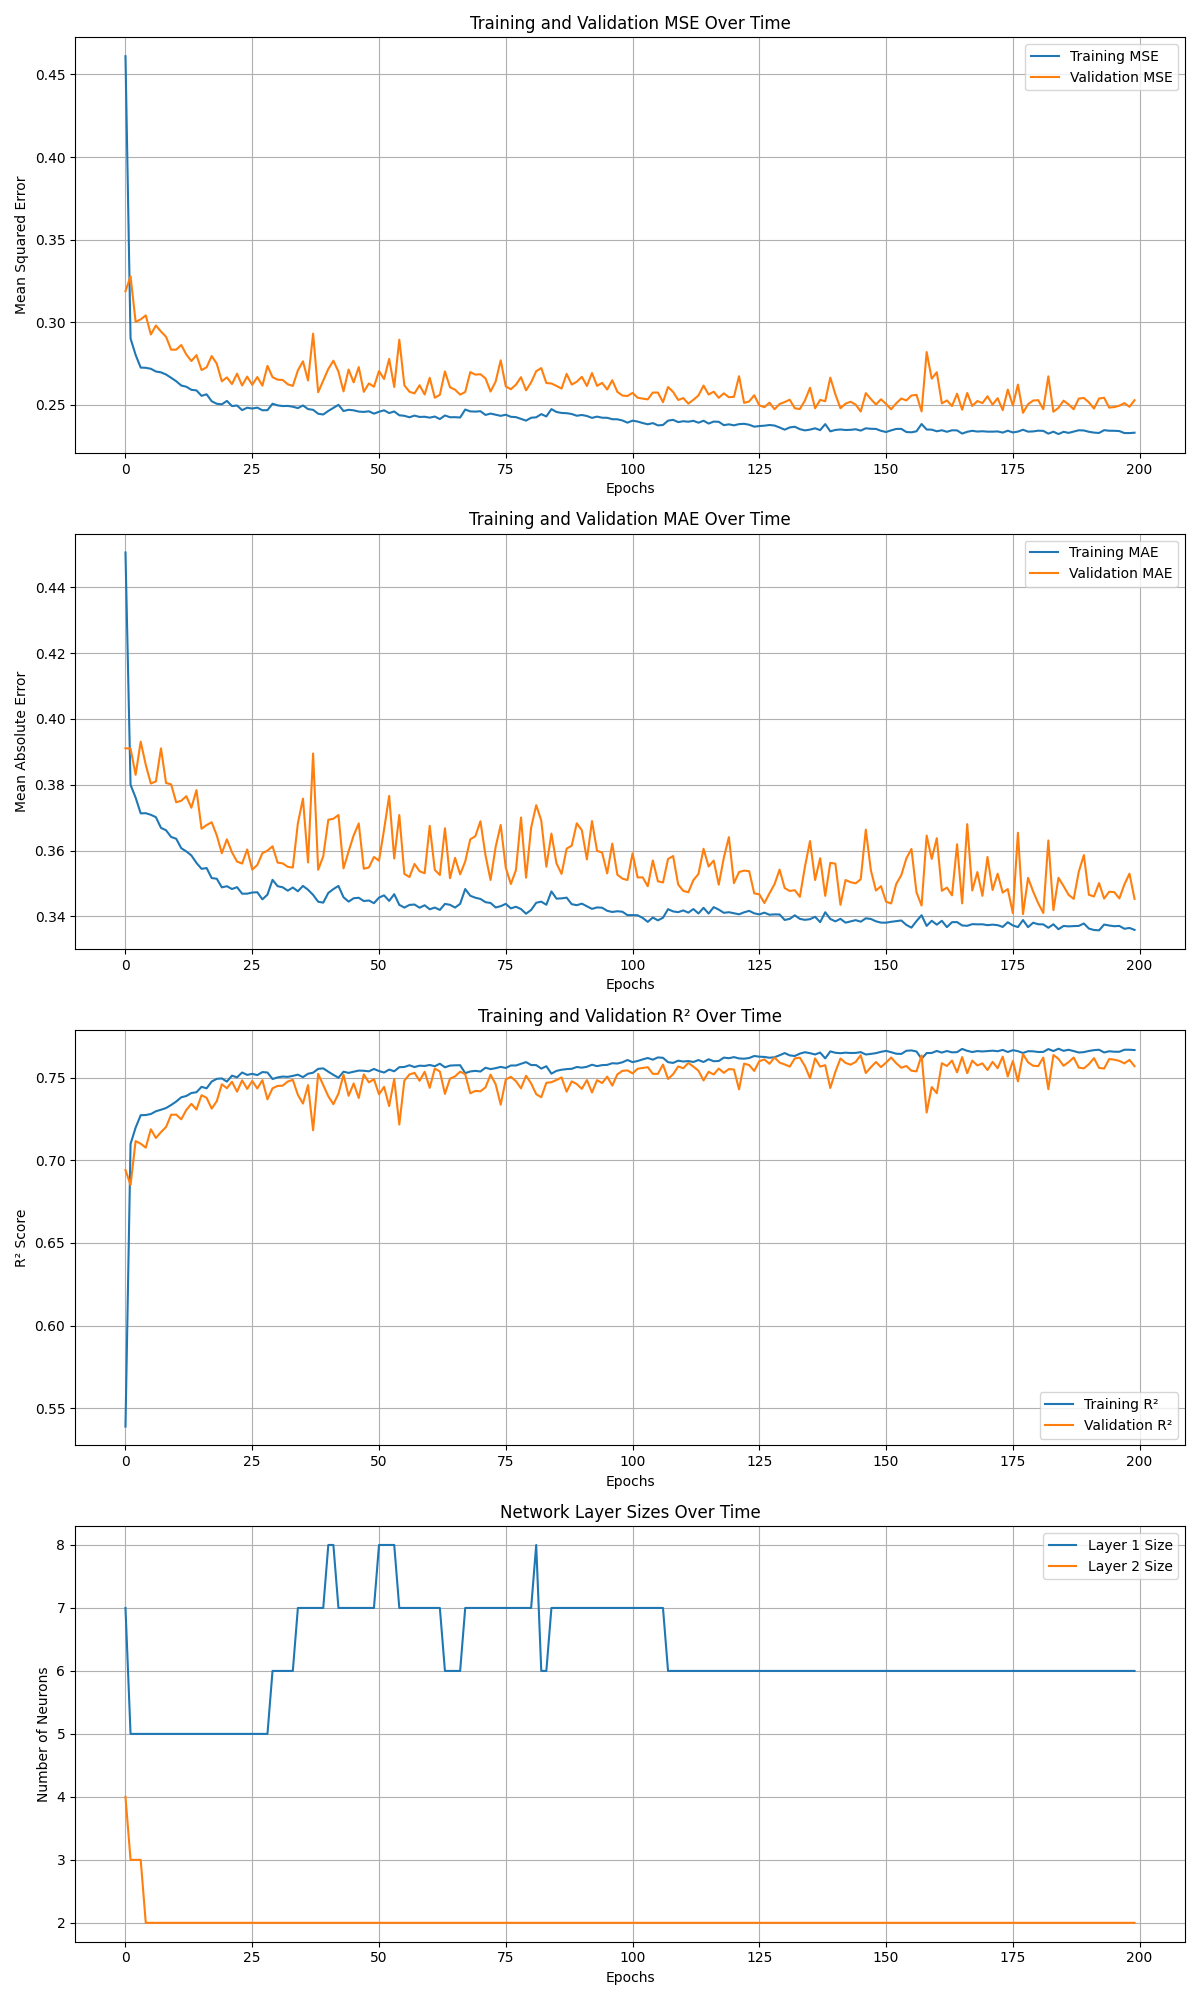 Training and Validation MSE Over Time
Training MSE
Validation MSE
Mean Squared Error
0.45
0.40
0.35
0.30
0.25
0 25 50 75 100 125 150 175 200
Epochs
Training and Validation MAE Over Time
Training MAE
Validation MAE
Mean Absolute Error
0.44
0.42
0.40
0.38
0.36
0.34
0 25 50 75 100 125 150 175 200
Epochs
Training and Validation R² Over Time
R² Score
0.75
0.70
0.65
0.60
0.55
Training R²
Validation R²
0 25 50 75 100 125 150 175 200
Epochs
Network Layer Sizes Over Time
Layer 1 Size
Layer 2 Size
Number of Neurons
8
7
6
5
4
3
2
0 25 50 75 100 125 150 175 200
Epochs